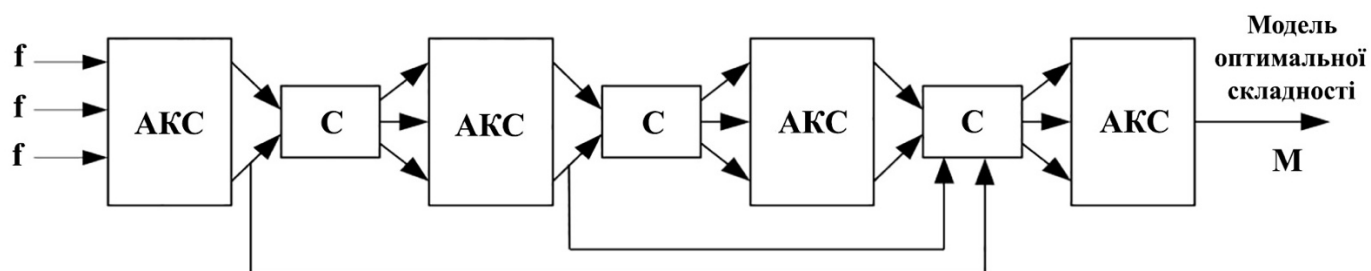 f
f
f
АКС
С
АКС
С
АКС
С
АКС
Модель
оптимальної
складності
М